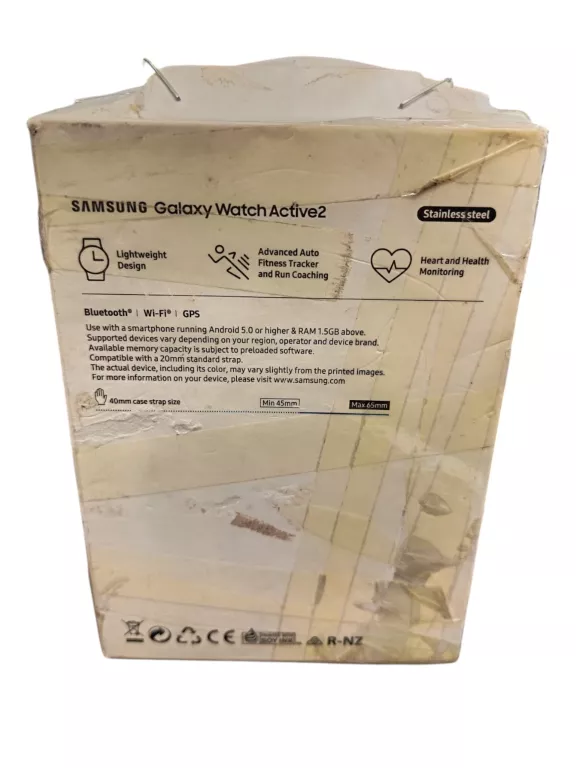 SAMSUNG Galaxy Watch Active2
Stainless steel
Lightweight
Design
Advanced Auto
Fitness Tracker
and Run Coaching
Heart and Health
Monitoring
Bluetooth® | Wi-Fi® | GPS
Use with a smartphone running Android 5.0 or higher & RAM 1.5GB above.
Supported devices vary depending on your region, operator and device brand.
Available memory capacity is subject to preloaded software.
Compatible with a 20mm standard strap.
The actual device, including its color, may vary slightly from the printed images.
For more information on your device, please visit www.samsung.com
40mm case strap size
Min 45mm
Max 65mm
CE
SOY INK
R-NZ